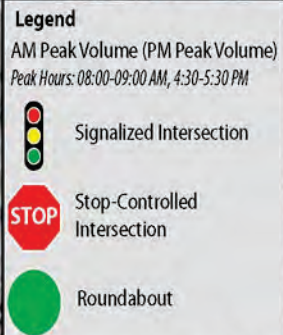 Legend
AM Peak Volume (PM Peak Volume)
Peak Hours: 08:00-09:00 AM, 4:30-5:30 PM
Signalized Intersection
STOP
Stop-Controlled
Intersection
Roundabout